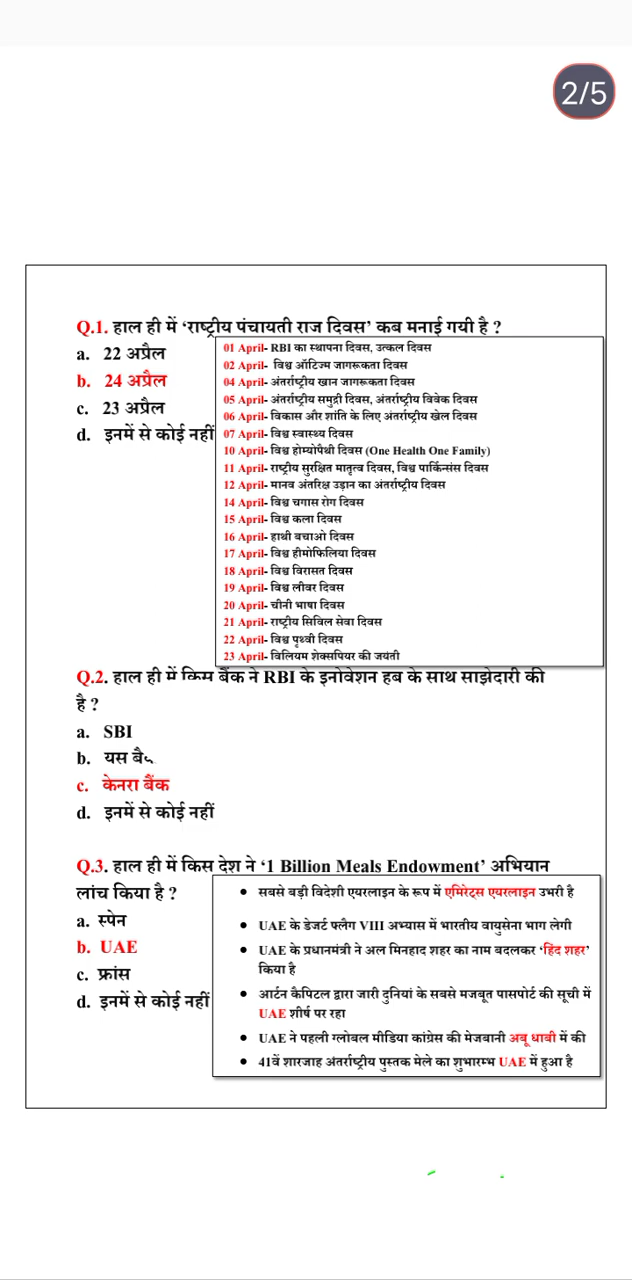 2/5
Q.1. हाल ही में ‘राष्ट्रीय पंचायती राज दिवस’ कब मनाई गयी है ?
a. 22 अप्रैल
b. 24 अप्रैल
c. 23 अप्रैल
d. इनमें से कोई नहीं
01 April- RBI का स्थापना दिवस, उत्कल दिवस
02 April- विश्व ऑटिज्म जागरूकता दिवस
04 April- अंतर्राष्ट्रीय खान जागरूकता दिवस
05 April- अंतर्राष्ट्रीय समुद्री दिवस, अंतर्राष्ट्रीय विवेक दिवस
06 April- विकास और शांति के लिए अंतर्राष्ट्रीय खेल दिवस
07 April- विश्व स्वास्थ्य दिवस
10 April- विश्व होम्योपैथी दिवस (One Health One Family)
11 April- राष्ट्रीय सुरक्षित मातृत्व दिवस, विश्व पार्किन्संस दिवस
12 April- मानव अंतरिक्ष उड़ान का अंतर्राष्ट्रीय दिवस
14 April- विश्व चगास रोग दिवस
15 April- विश्व कला दिवस
16 April- हाथी बचाओ दिवस
17 April- विश्व हीमोफिलिया दिवस
18 April- विश्व विरासत दिवस
19 April- विश्व लीवर दिवस
20 April- चीनी भाषा दिवस
21 April- राष्ट्रीय सिविल सेवा दिवस
22 April- विश्व पृथ्वी दिवस
23 April- विलियम शेक्सपियर की जयंती
Q.2. हाल ही में किस बैंक ने RBI के इनोवेशन हब के साथ साझेदारी की
है ?
a. SBI
b. यस
c. केनरा बैंक
d. इनमें से कोई नहीं
Q.3. हाल ही में किस देश ने ‘1 Billion Meals Endowment’ अभियान
लांच किया है ?
a. स्पेन
b. UAE
c. फ्रांस
d. इनमें से कोई नहीं
• सबसे बड़ी विदेशी एयरलाइन के रूप में एमिरेट्स एयरलाइन उभरी है
• UAE के डेजर्ट फ्लैग VIII अभ्यास में भारतीय वायुसेना भाग लेगी
• UAE के प्रधानमंत्री ने अल मिनहाद शहर का नाम बदलकर ‘हिंद शहर’
किया है
• आर्टन कैपिटल द्वारा जारी दुनियां के सबसे मजबूत पासपोर्ट की सूची में
UAE शीर्ष पर रहा
• UAE ने पहली ग्लोबल मीडिया कांग्रेस की मेजबानी अबू धाबी में की
• 41वें शारजाह अंतर्राष्ट्रीय पुस्तक मेले का शुभारम्भ UAE में हुआ है